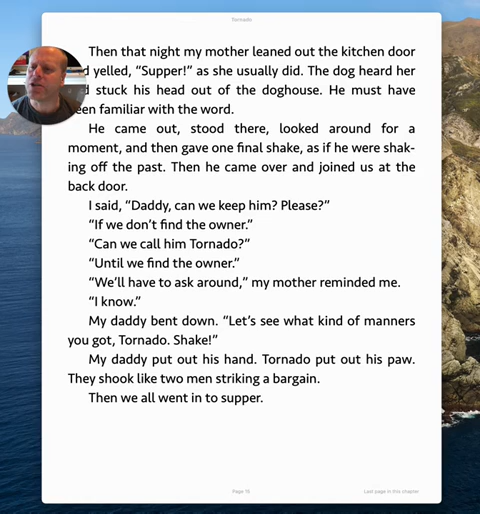 Tornado
Then that night my mother leaned out the kitchen door
yelled, “Supper!” as she usually did. The dog heard her
stuck his head out of the doghouse. He must have
een familiar with the word.
He came out, stood there, looked around for a
moment, and then gave one final shake, as if he were shak-
ing off the past. Then he came over and joined us at the
back door.
I said, “Daddy, can we keep him? Please?”
“If we don’t find the owner.”
“Can we call him Tornado?”
“Until we find the owner.”
“We’ll have to ask around,” my mother reminded me.
“I know.”
My daddy bent down. “Let’s see what kind of manners
you got, Tornado. Shake!”
My daddy put out his hand. Tornado put out his paw.
They shook like two men striking a bargain.
Then we all went in to supper.
Last page in this chapter